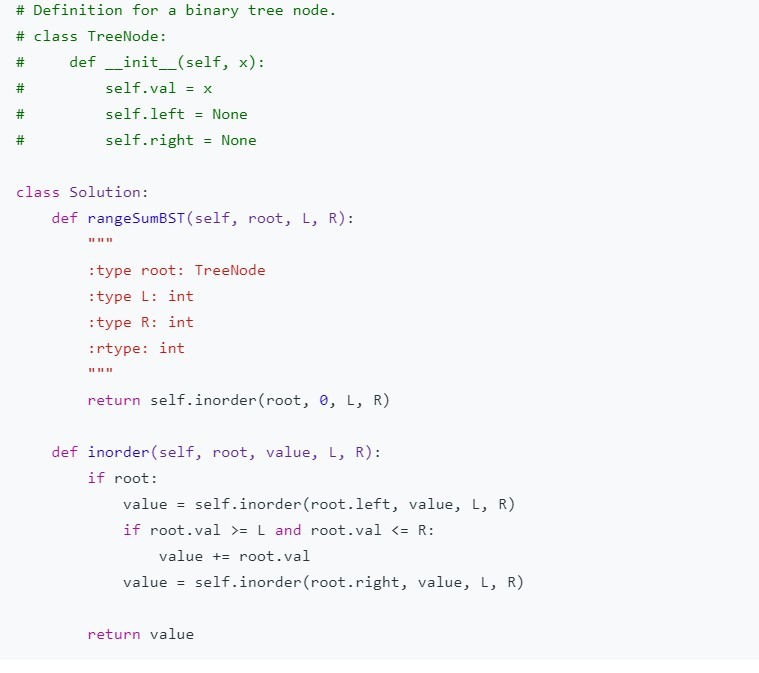 # Definition for a binary tree node.
# class TreeNode:
#     def __init__(self, x):
#         self.val = x
#         self.left = None
#         self.right = None
class Solution:
    def rangeSumBST(self, root, L, R):
        """
        :type root: TreeNode
        :type L: int
        :type R: int
        :rtype: int
        """
        return self.inorder(root, 0, L, R)
    def inorder(self, root, value, L, R):
        if root:
            value = self.inorder(root.left, value, L, R)
            if root.val >= L and root.val <= R:
                value += root.val
            value = self.inorder(root.right, value, L, R)
        return value